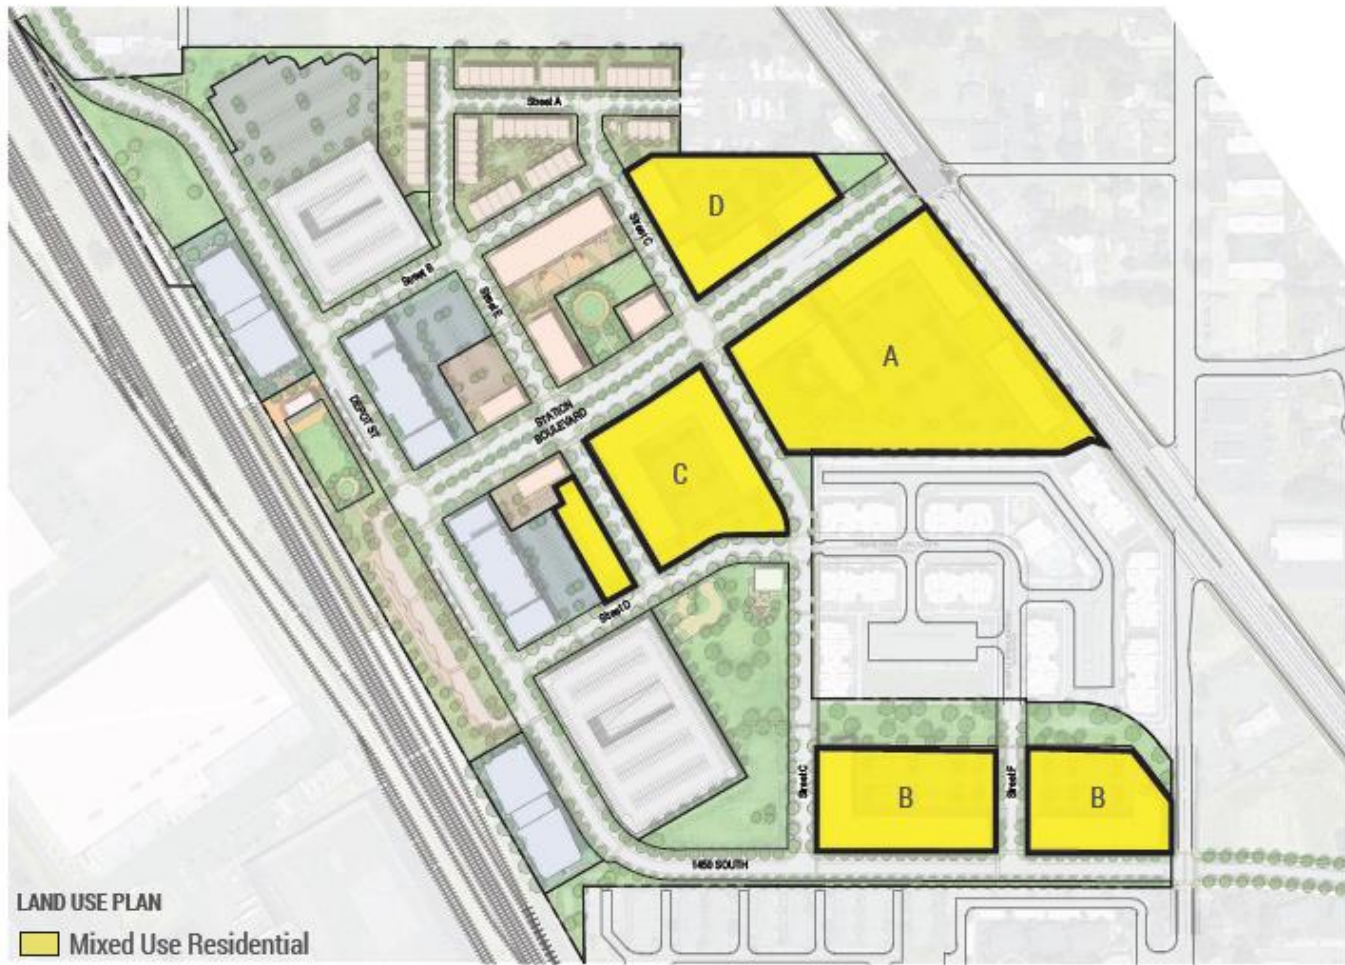 Street A
D
Street C
Street B
Street E
A
DEPOT ST
STATION
BOULEVARD
C
Street D
Street C
Street F
B
B
1450 SOUTH
LAND USE PLAN
Mixed Use Residential